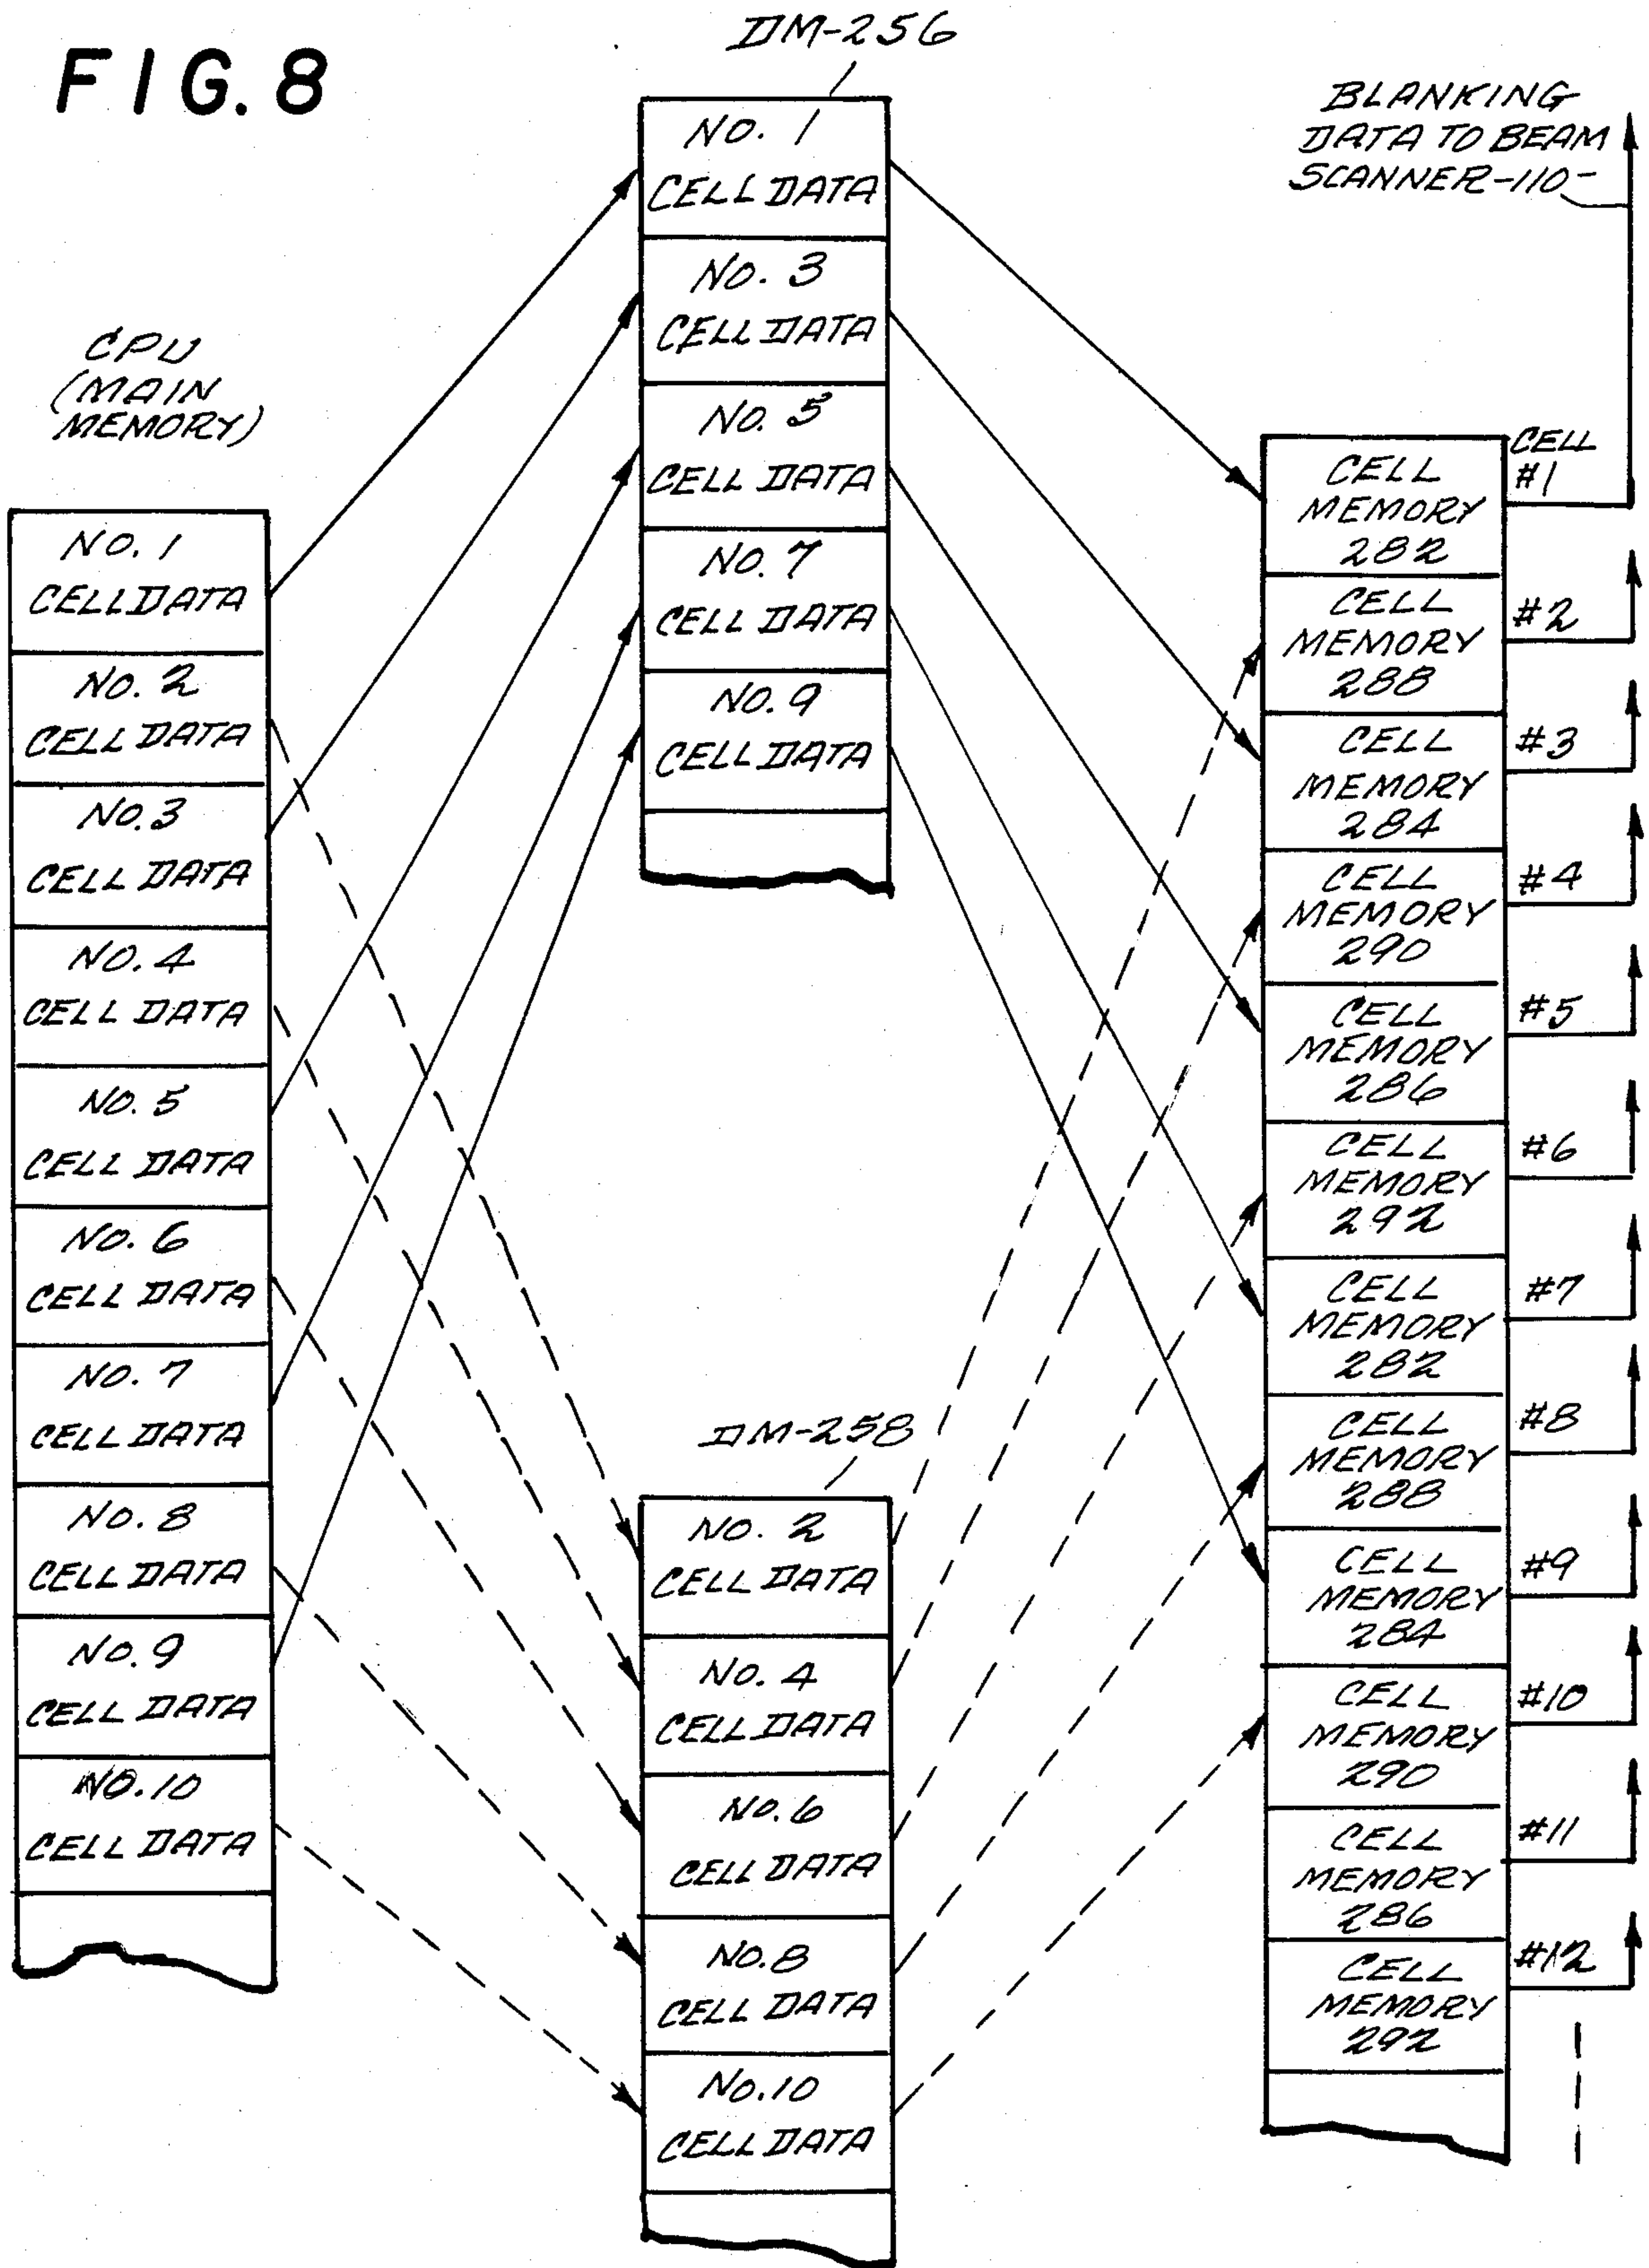 FIG. 8
DM-256
BLANKING
DATA TO BEAM
SCANNER-110-
CPU
(MAIN
MEMORY)
NO. 1
CELL DATA
NO. 2
CELL DATA
NO. 3
CELL DATA
NO. 4
CELL DATA
NO. 5
CELL DATA
NO. 6
CELL DATA
NO. 7
CELL DATA
NO. 8
CELL DATA
NO. 9
CELL DATA
NO. 10
CELL DATA
NO. 1
CELL DATA
NO. 3
CELL DATA
NO. 5
CELL DATA
NO. 7
CELL DATA
NO. 9
CELL DATA
DM-258
NO. 2
CELL DATA
NO. 4
CELL DATA
NO. 6
CELL DATA
NO. 8
CELL DATA
NO. 10
CELL DATA
CELL
MEMORY
282
CELL
#1
CELL
MEMORY
288
#2
CELL
MEMORY
284
#3
CELL
MEMORY
290
#4
CELL
MEMORY
286
#5
CELL
MEMORY
292
#6
CELL
MEMORY
282
#7
CELL
MEMORY
288
#8
CELL
MEMORY
284
#9
CELL
MEMORY
290
#10
CELL
MEMORY
286
#11
CELL
MEMORY
292
#12